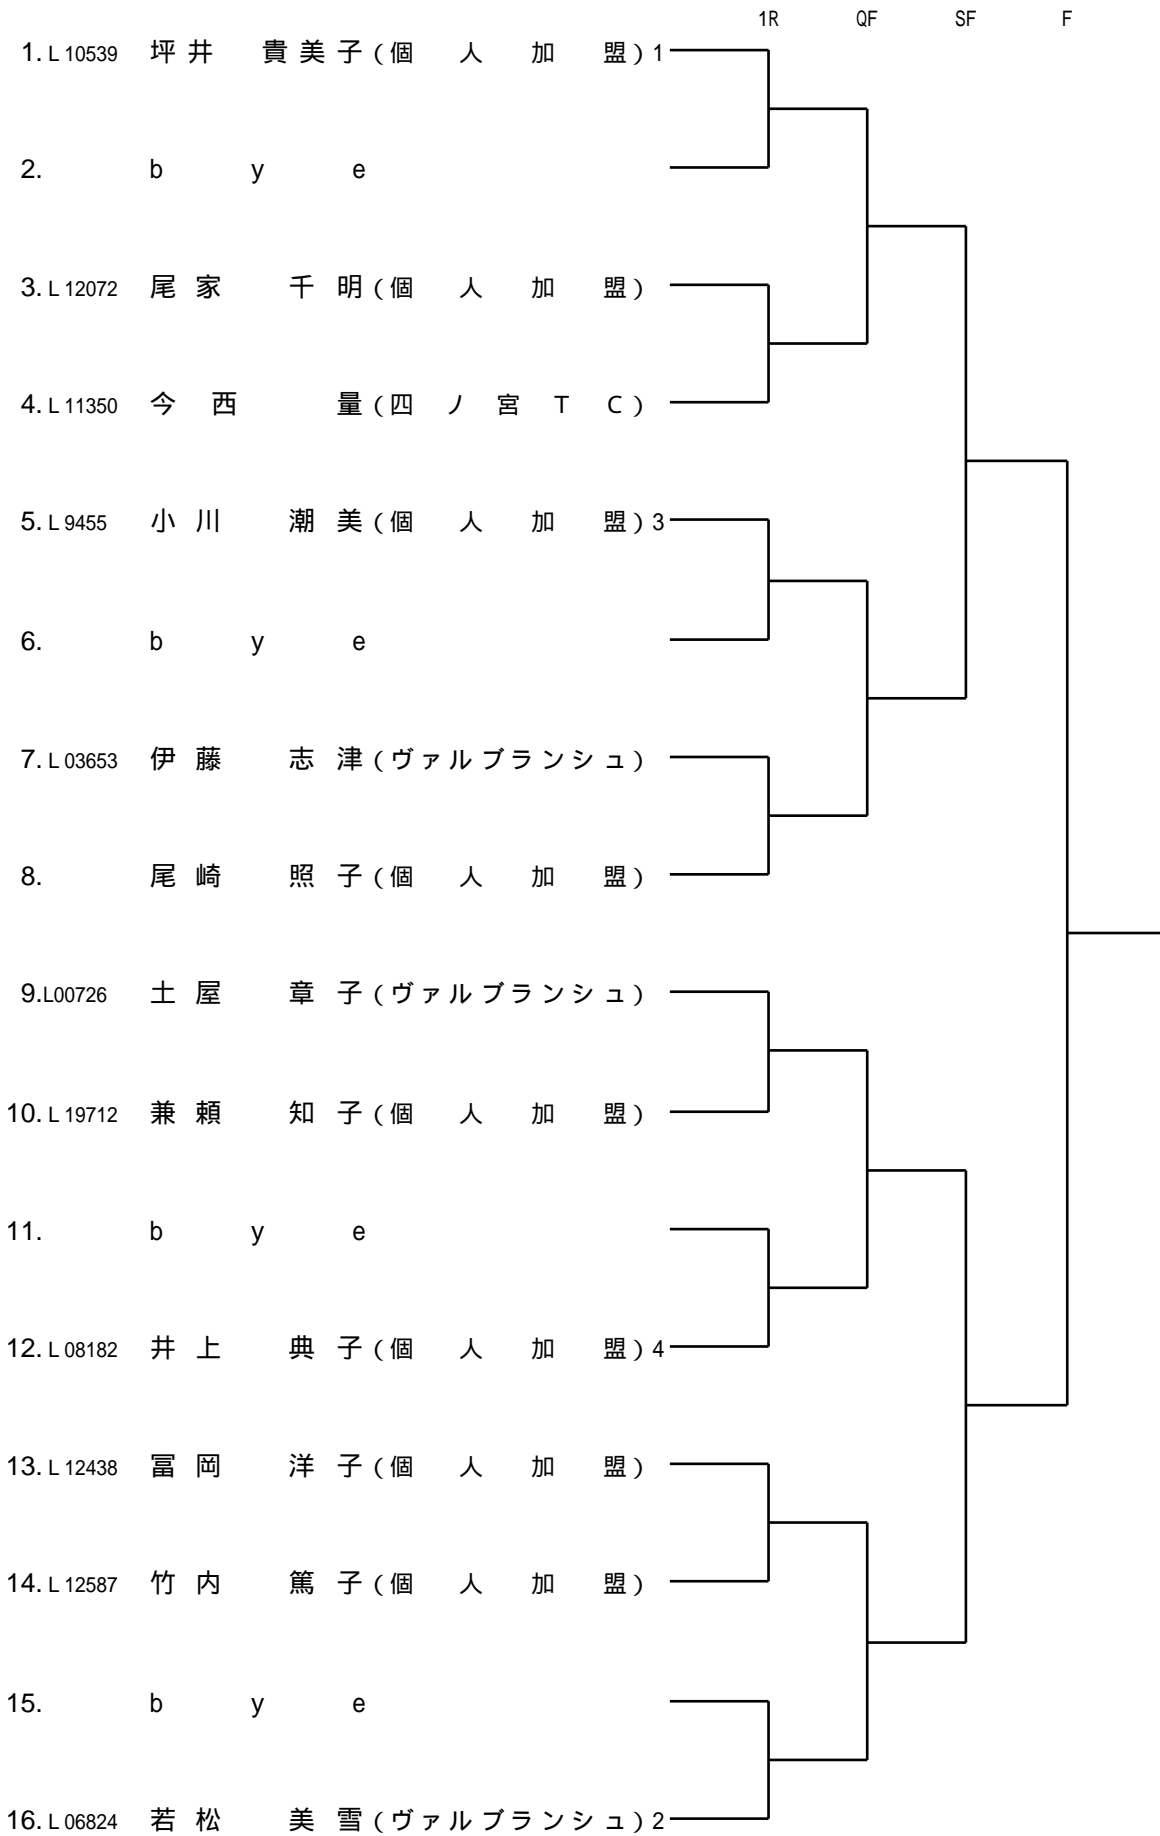 1R QF SF F
1. L 10539 坪井 貴美子(個人加盟)1
2. bye
3. L 12072 尾家 千明(個人加盟)
4. L 11350 今西 量(四ノ宮TC)
5. L 9455 小川 潮美(個人加盟)3
6. bye
7. L 03653 伊藤 志津(ヴァルブランシュ)
8. 尾崎 照子(個人加盟)
9.L00726 土屋 章子(ヴァルブランシュ)
10. L 19712 兼頼 知子(個人加盟)
11. bye
12. L 08182 井上 典子(個人加盟)4
13. L 12438 冨岡 洋子(個人加盟)
14. L 12587 竹内 篤子(個人加盟)
15. bye
16. L 06824 若松 美雪(ヴァルブランシュ)2